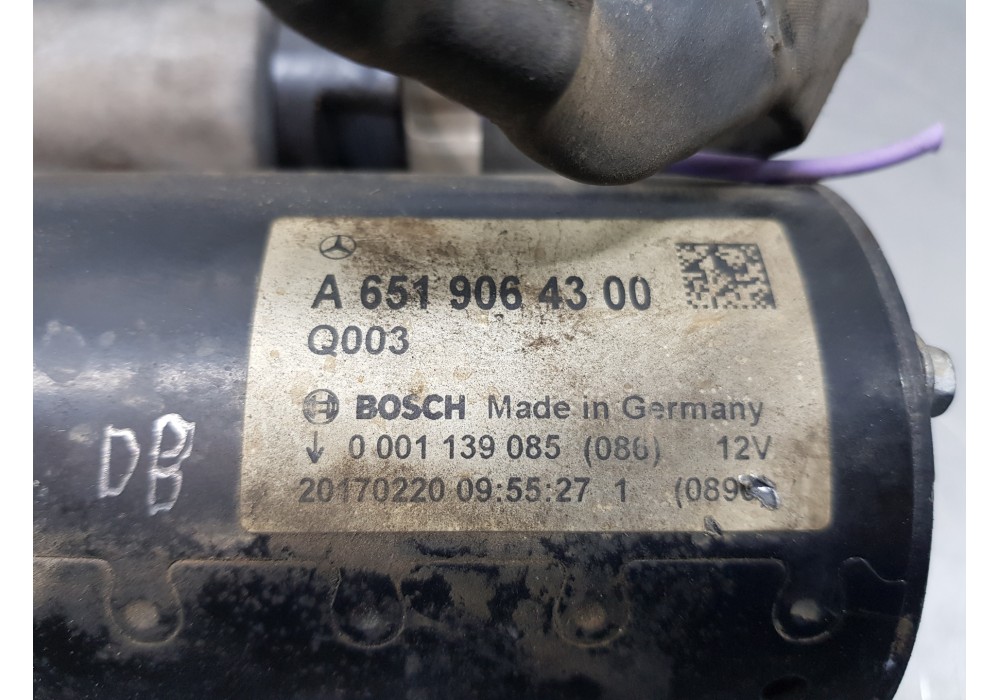 A 651 906 43 00
Q003
BOSCH Made in Germany
↓ 0 001 139 085 (086) 12V
20170220 09:55:27 1
DB